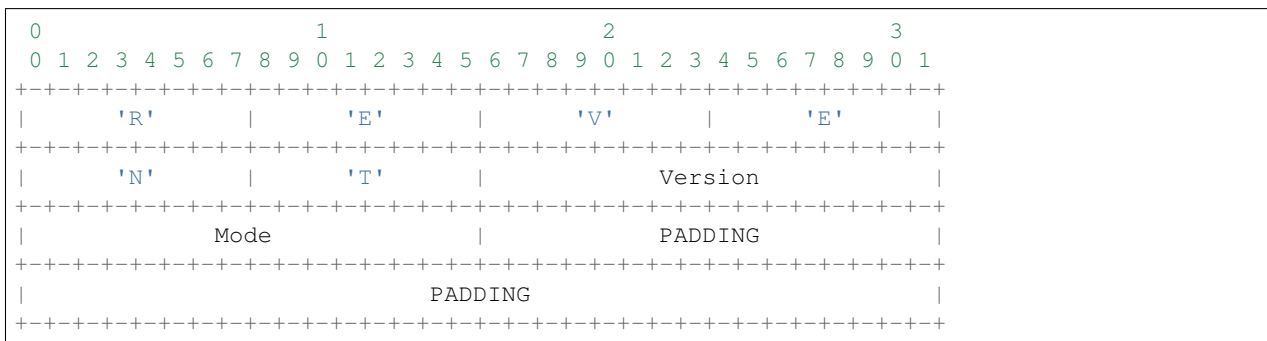 0                   1                   2                   3
 0 1 2 3 4 5 6 7 8 9 0 1 2 3 4 5 6 7 8 9 0 1 2 3 4 5 6 7 8 9 0 1
+-+-+-+-+-+-+-+-+-+-+-+-+-+-+-+-+-+-+-+-+-+-+-+-+-+-+-+-+-+-+-+-+
|      'R'      |      'E'      |      'V'      |      'E'      |
+-+-+-+-+-+-+-+-+-+-+-+-+-+-+-+-+-+-+-+-+-+-+-+-+-+-+-+-+-+-+-+-+
|      'N'      |      'T'      |            Version            |
+-+-+-+-+-+-+-+-+-+-+-+-+-+-+-+-+-+-+-+-+-+-+-+-+-+-+-+-+-+-+-+-+
|             Mode              |            PADDING            |
+-+-+-+-+-+-+-+-+-+-+-+-+-+-+-+-+-+-+-+-+-+-+-+-+-+-+-+-+-+-+-+-+
|                            PADDING                            |
+-+-+-+-+-+-+-+-+-+-+-+-+-+-+-+-+-+-+-+-+-+-+-+-+-+-+-+-+-+-+-+-+